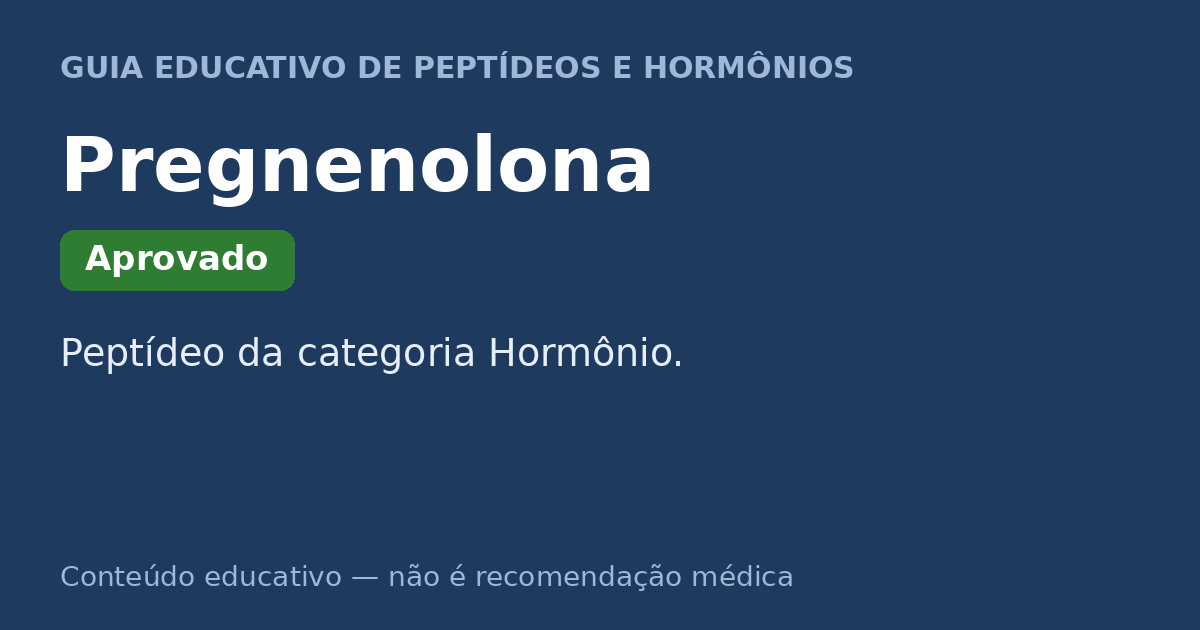 GUIA EDUCATIVO DE PEPTÍDEOS E HORMÔNIOS
Pregnenolona
Aprovado
Peptídeo da categoria Hormônio.
Conteúdo educativo — não é recomendação médica